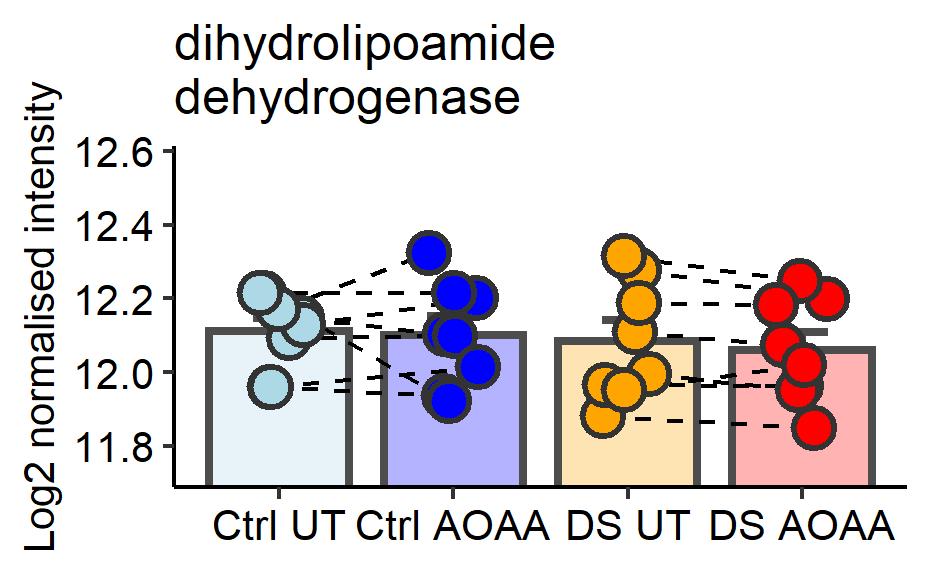 dihydrolipoamide
dehydrogenase
Log2 normalised intensity
12.6
12.4
12.2
12.0
11.8
Ctrl UT Ctrl AOAA DS UT DS AOAA